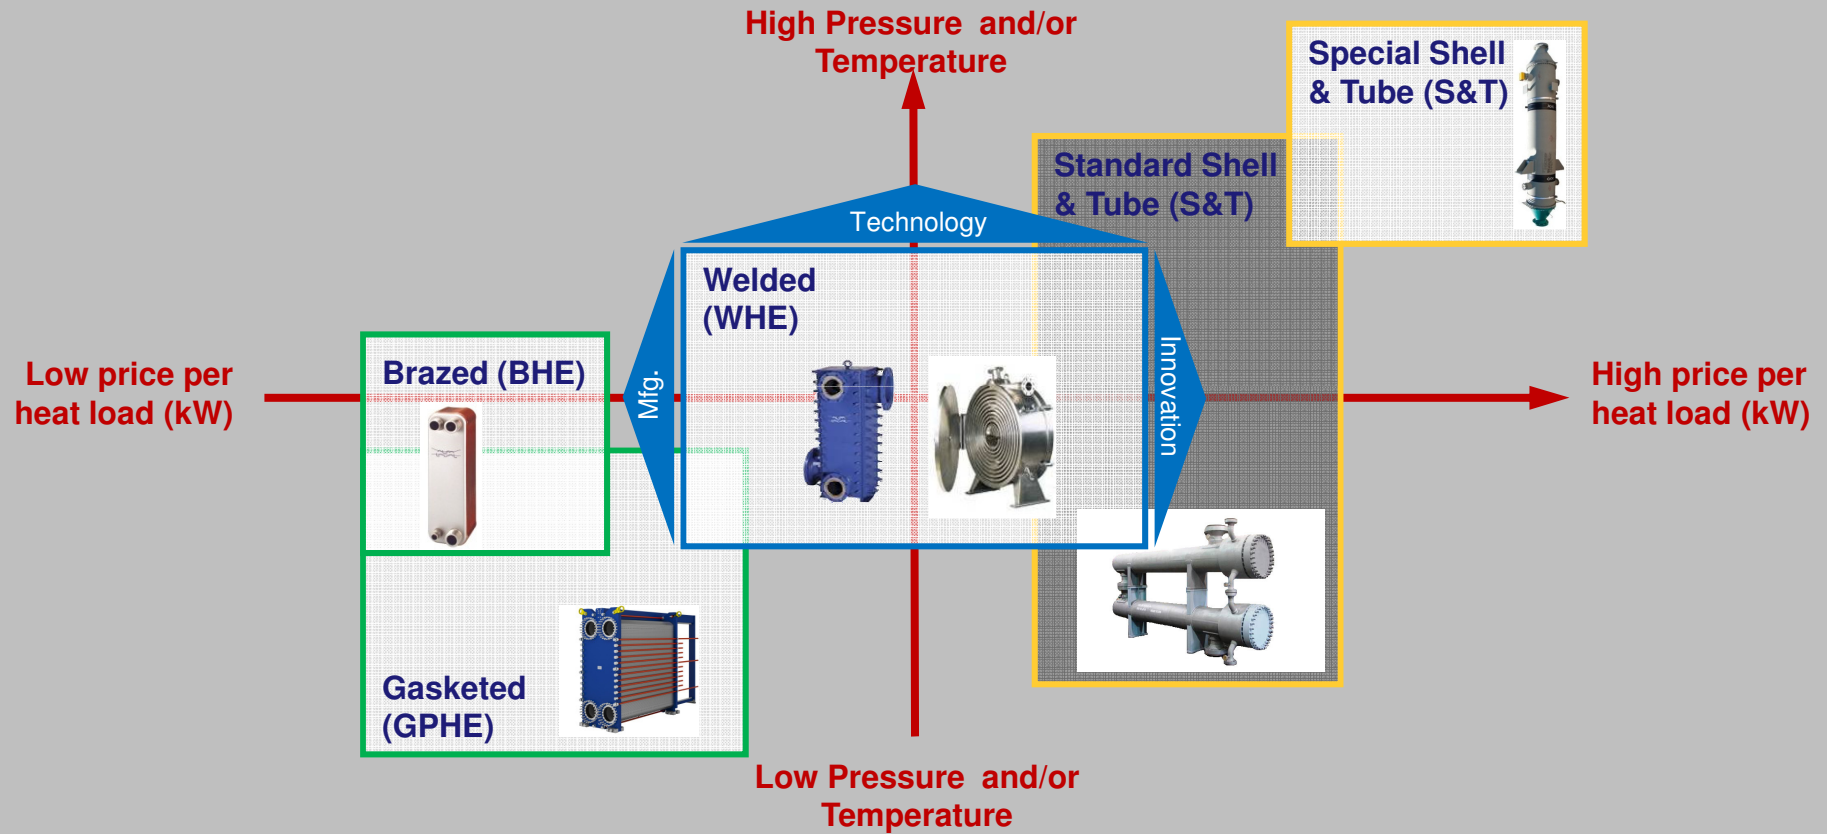 High Pressure and/or
Temperature
Special Shell
& Tube (S&T)
Standard Shell
& Tube (S&T)
Technology
Welded
(WHE)
Low price per
heat load (kW)
Brazed (BHE)
Mfg.
Innovation
High price per
heat load (kW)
Gasketed
(GPHE)
Low Pressure and/or
Temperature